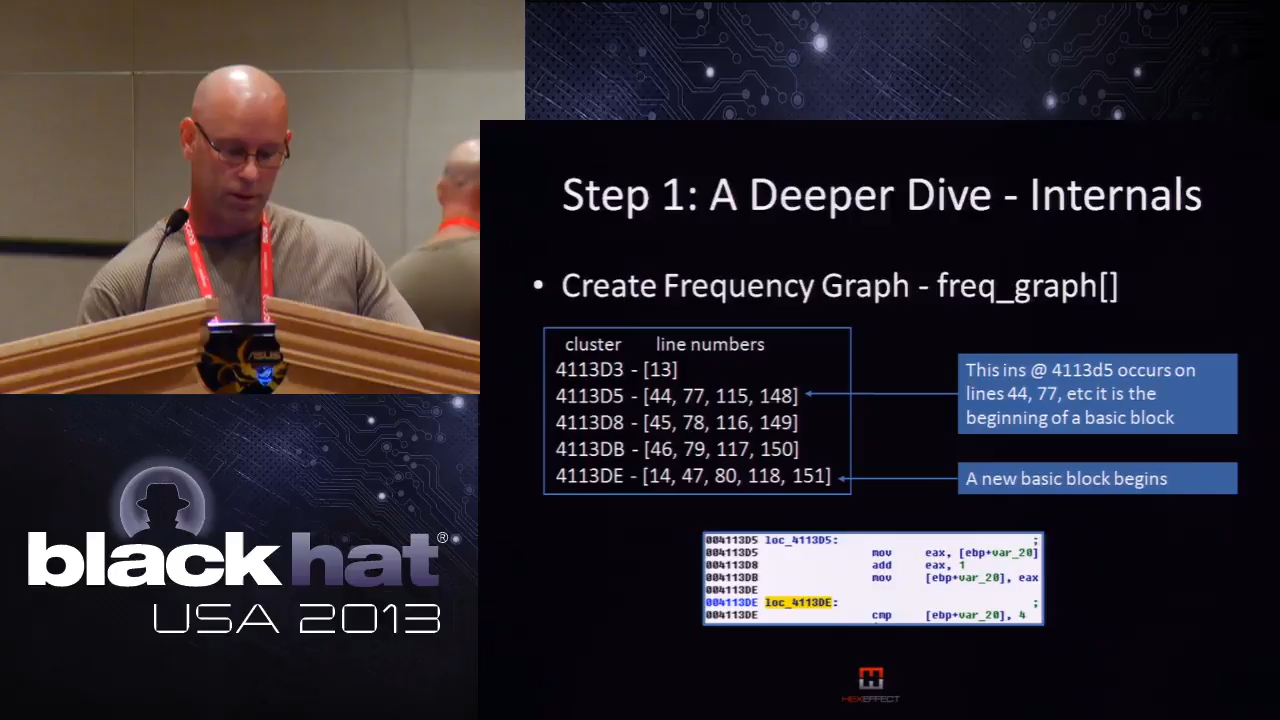 Step 1: A Deeper Dive - Internals
• Create Frequency Graph - freq_graph[]
cluster line numbers
4113D3 - [13]
4113D5 - [44, 77, 115, 148]
4113D8 - [45, 78, 116, 149]
4113DB - [46, 79, 117, 150]
4113DE - [14, 47, 80, 118, 151]
This ins @ 4113d5 occurs on
lines 44, 77, etc it is the
beginning of a basic block
A new basic block begins
004113D5 loc_4113D5: ;
004113D5 mov eax, [ebp+var_20]
004113D8 add eax, 1
004113DB mov [ebp+var_20], eax
004113DE
004113DE loc_4113DE: ;
004113DE cmp [ebp+var_20], 4
HEXEFFECT
ASUS
blackhat®
USA 2013